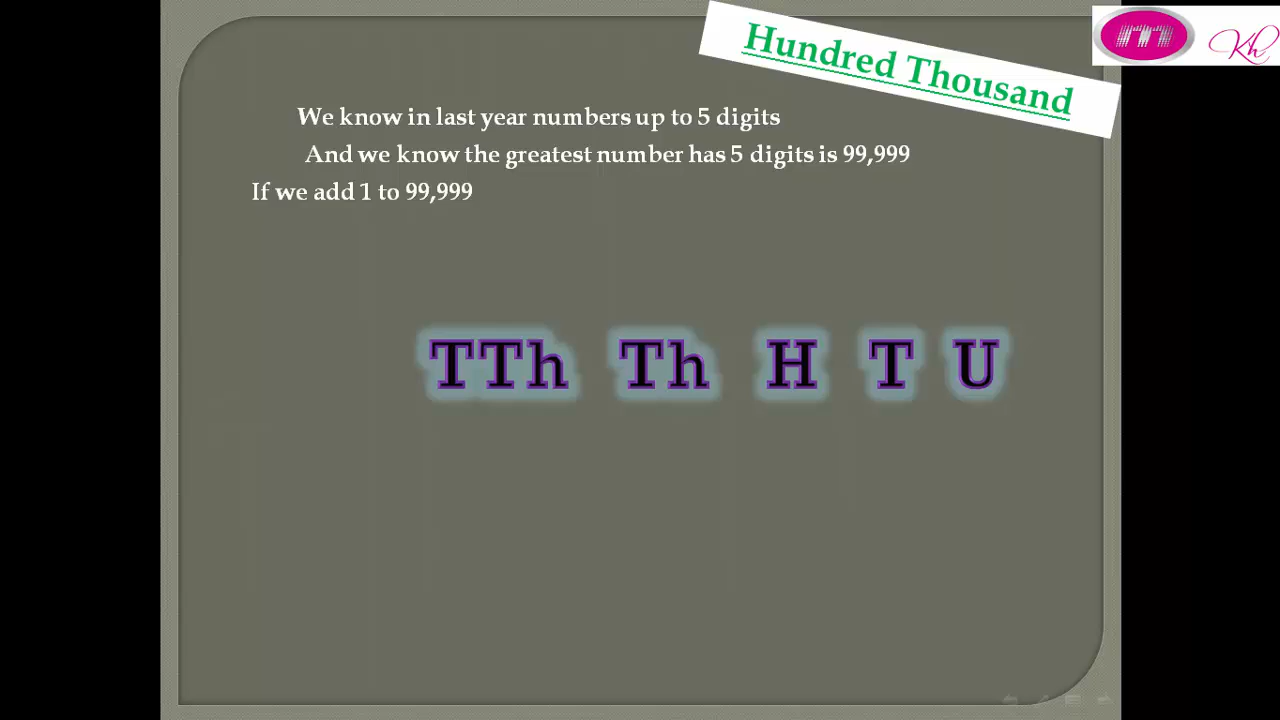 Hundred Thousand
m Kh
We know in last year numbers up to 5 digits
And we know the greatest number has 5 digits is 99,999
If we add 1 to 99,999
TTh Th H T U